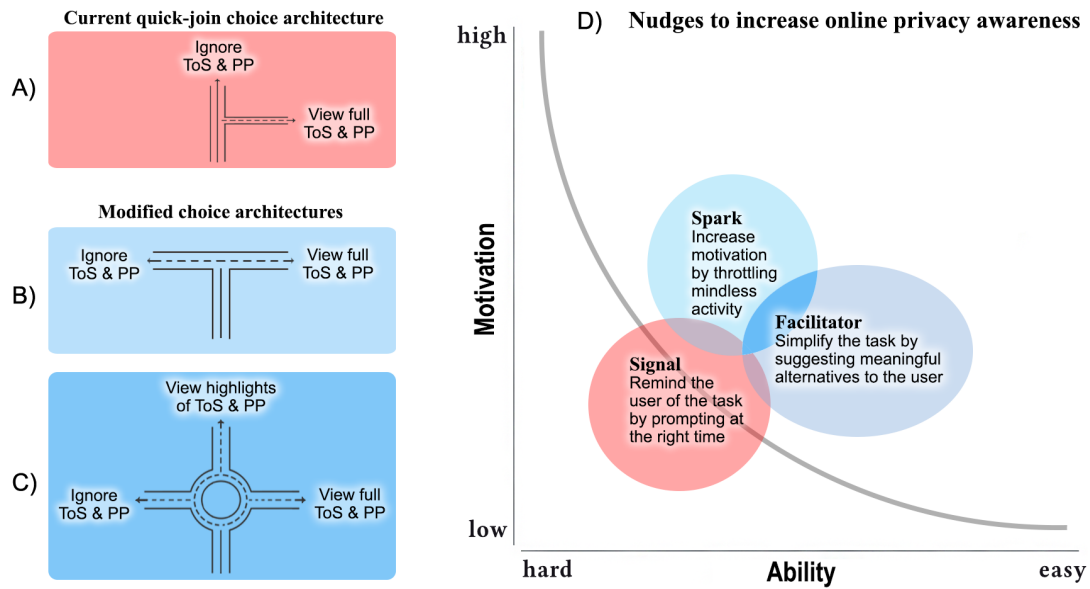 Current quick-join choice architecture
A)
Ignore
ToS & PP
View full
ToS & PP
Modified choice architectures
B)
Ignore
ToS & PP
View full
ToS & PP
C)
View highlights
of ToS & PP
Ignore
ToS & PP
View full
ToS & PP
D) Nudges to increase online privacy awareness
high
Motivation
low
hard
Ability
easy
Spark
Increase
motivation
by throttling
mindless
activity
Facilitator
Simplify the task by
suggesting meaningful
alternatives to the user
Signal
Remind the
user of the task
by prompting at
the right time